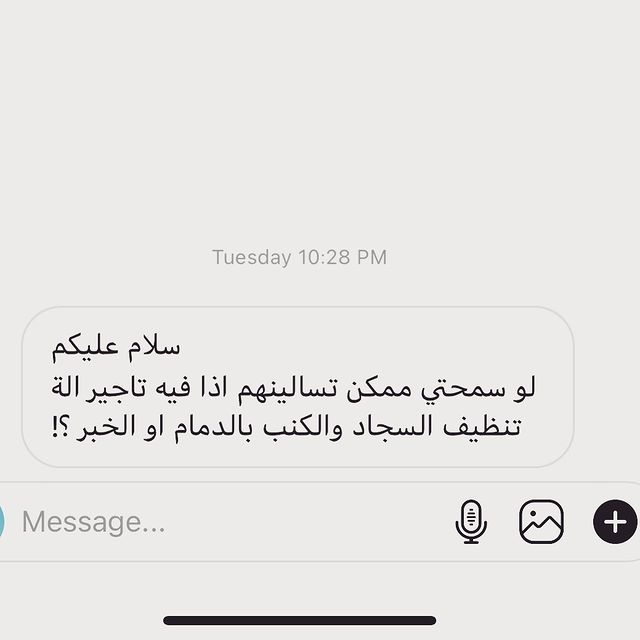 Tuesday 10:28 PM
سلام عليكم
لو سمحتي ممكن تسالينهم اذا فيه تاجير الة
تنظيف السجاد والكنب بالدمام او الخبر ؟!
Message...